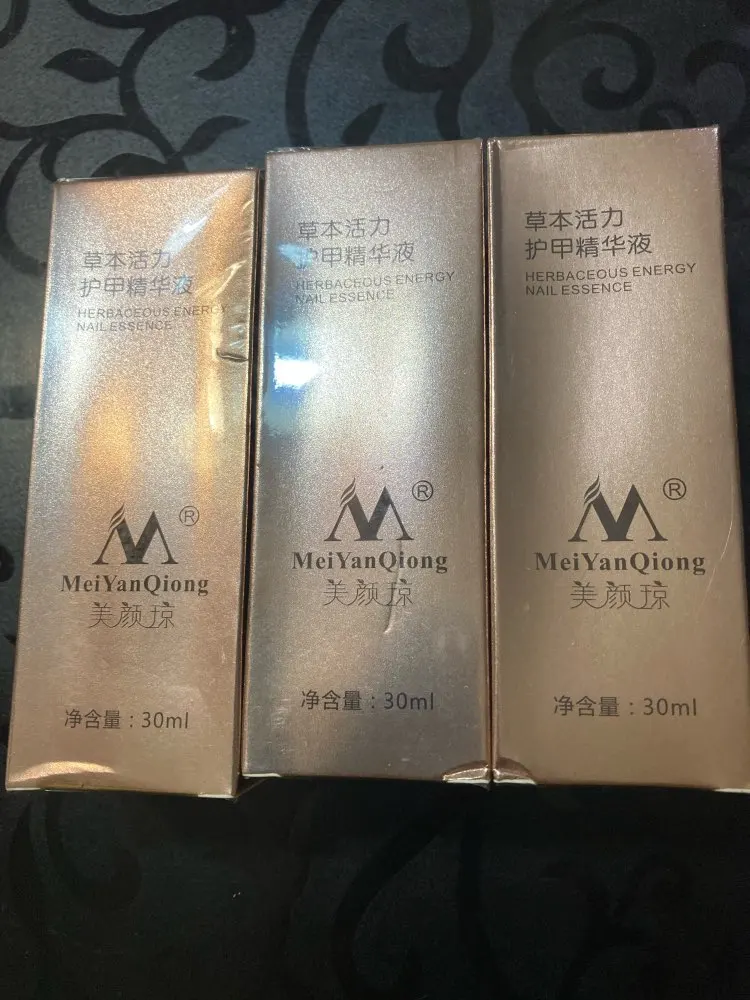 草本活力
护甲精华液
HERBACEOUS ENERGY
NAIL ESSENCE
M®
MeiYanQiong
美颜琼
净含量：30ml
草本活力
护甲精华液
HERBACEOUS ENERGY
NAIL ESSENCE
M®
MeiYanQiong
美颜琼
净含量：30ml
草本活力
护甲精华液
HERBACEOUS ENERGY
NAIL ESSENCE
M®
MeiYanQiong
美颜琼
净含量：30ml